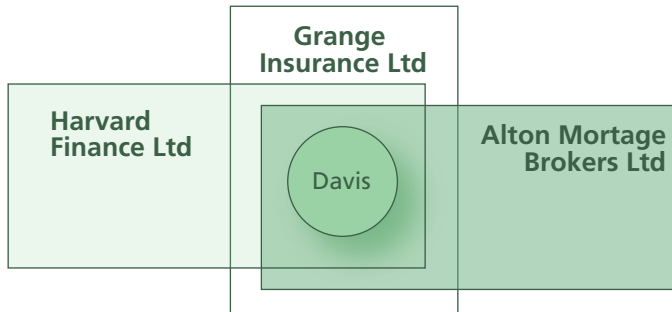 Grange
Insurance Ltd
Harvard
Finance Ltd
Alton Mortage
Brokers Ltd
Davis